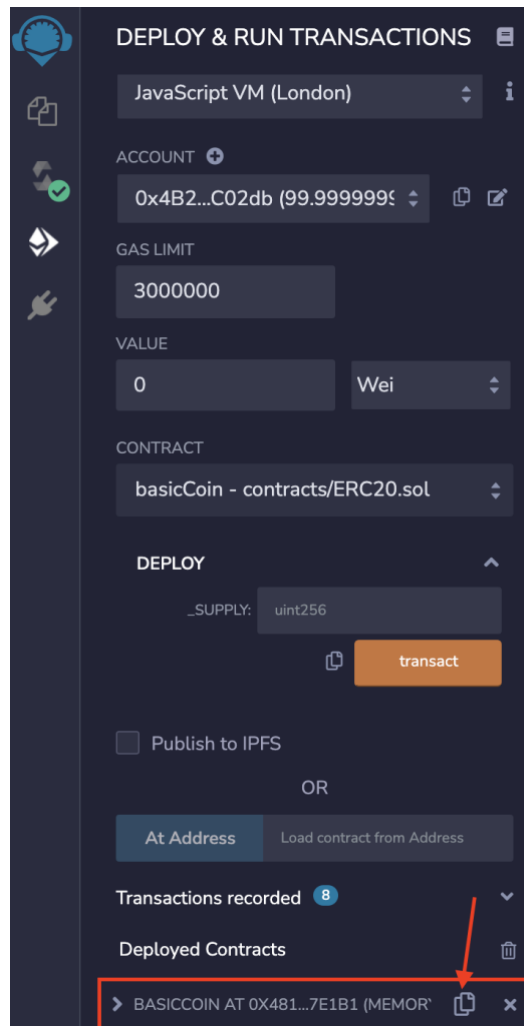 DEPLOY & RUN TRANSACTIONS
JavaScript VM (London)
ACCOUNT
0x4B2...C02db (99.9999999
GAS LIMIT
3000000
VALUE
0 Wei
CONTRACT
basicCoin - contracts/ERC20.sol
DEPLOY
_SUPPLY: uint256
transact
Publish to IPFS
OR
At Address Load contract from Address
Transactions recorded 8
Deployed Contracts
BASICCOIN AT 0X481...7E1B1 (MEMOR